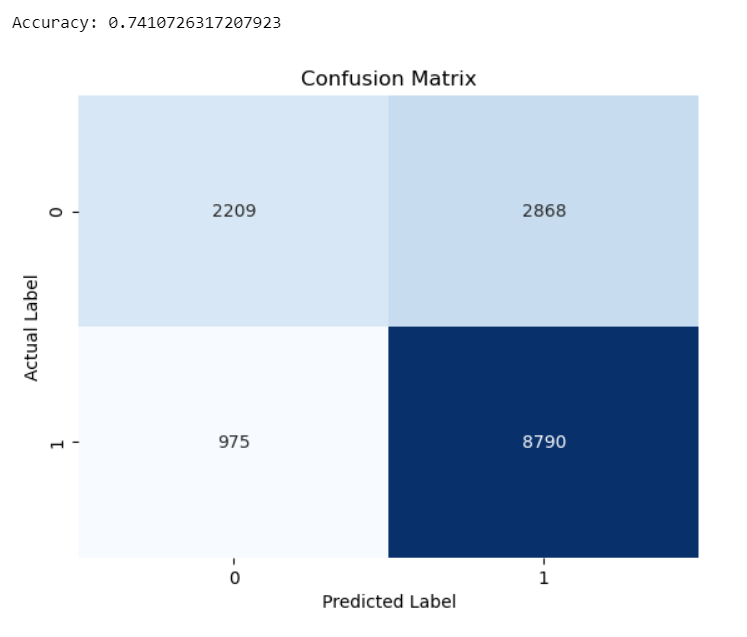 Accuracy: 0.7410726317207923
Confusion Matrix
0
2209 2868
Actual Label
1
975 8790
0 1
Predicted Label